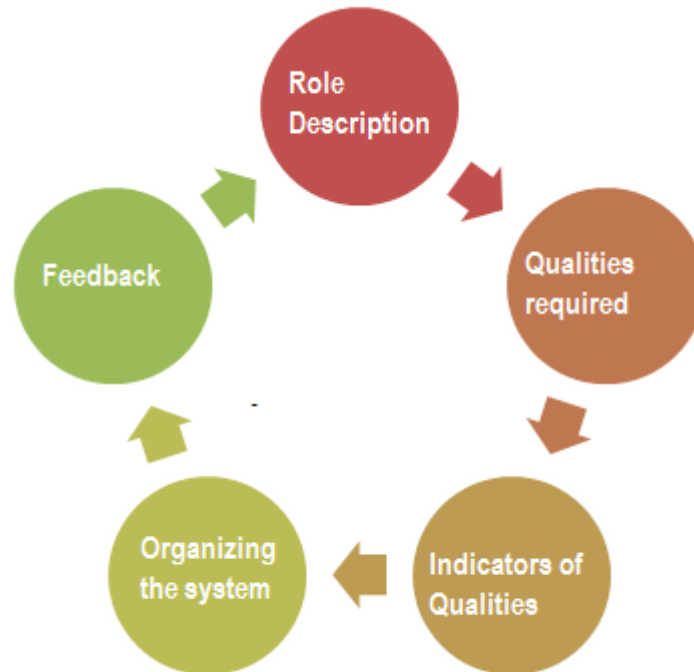 Role
Description
Qualities
required
Indicators of
Qualities
Organizing
the system
Feedback
-